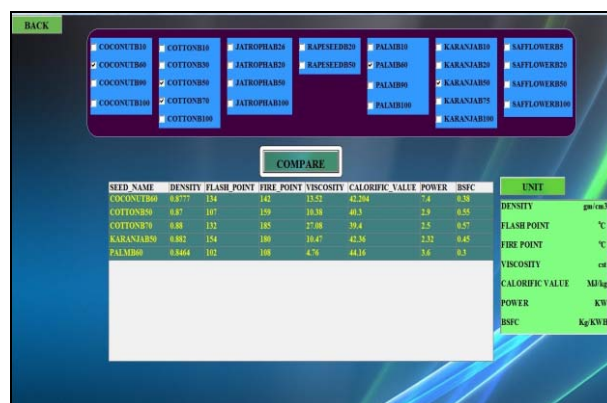 BACK
COCONUTB10 COTTONB10 JATROPHAB20 RAPESEEDB20 PALMB10 KARANJAB10 SAFFLOWERB5
COCONUTB60 COTTONB30 JATROPHAB20 RAPESEEDB50 PALMB60 KARANJAB20 SAFFLOWERB20
COCONUTB90 COTTONB50 JATROPHAB50 PALMB90 KARANJAB50 SAFFLOWERB50
COCONUTB100 COTTONB70 JATROPHAB100 PALMB100 KARANJAB75 SAFFLOWERB100
COTTONB100 KARANJAB100
COMPARE
SEED_NAME DENSITY FLASH_POINT FIRE_POINT VISCOSITY CALORIFIC_VALUE POWER BSFC
COCONUTB60 0.8777 134 142 13.52 42.204 7.4 0.38
COTTONB50 0.87 107 159 10.38 40.3 2.9 0.55
COTTONB70 0.88 132 185 27.08 39.4 2.5 0.57
KARANJAB50 0.882 154 180 10.47 42.36 2.32 0.45
PALMB60 0.8464 102 108 4.76 44.16 3.6 0.3
UNIT
DENSITY gm/cm3
FLASH POINT °C
FIRE POINT °C
VISCOSITY cst
CALORIFIC VALUE MJ/kg
POWER KW
BSFC Kg/KWH